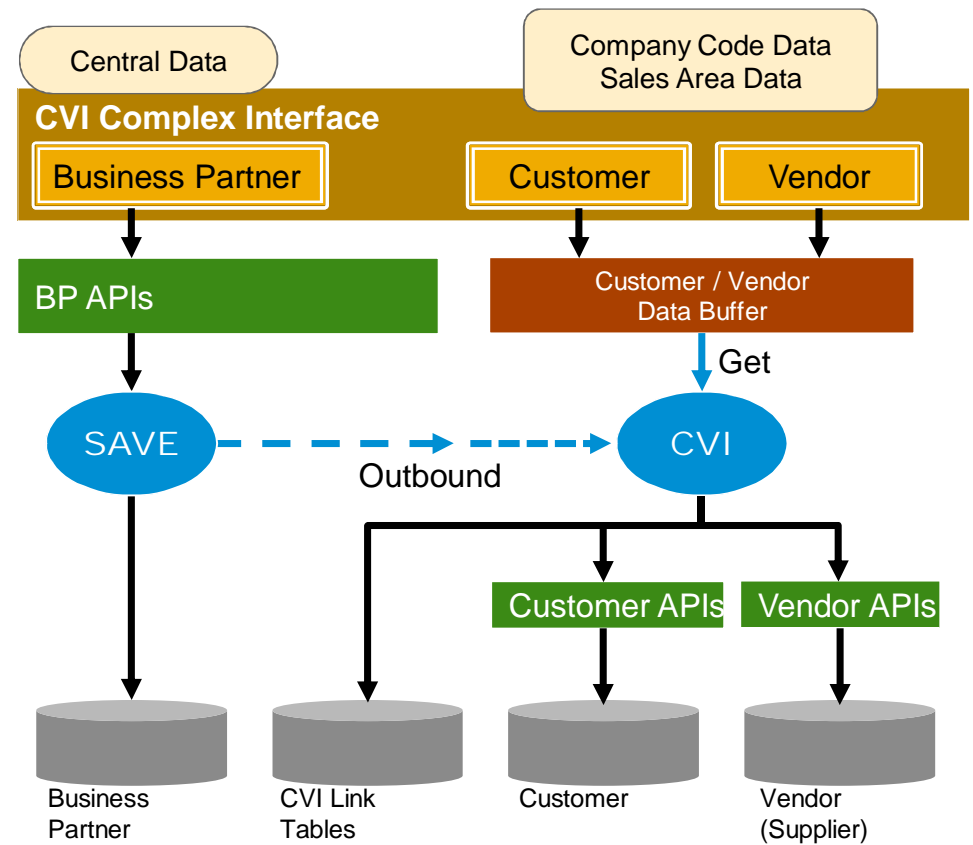 Central Data
Company Code Data
Sales Area Data
CVI Complex Interface
Business Partner
Customer
Vendor
BP APIs
Customer / Vendor
Data Buffer
Get
SAVE
CVI
Outbound
Customer APIs
Vendor APIs
Business
Partner
CVI Link
Tables
Customer
Vendor
(Supplier)